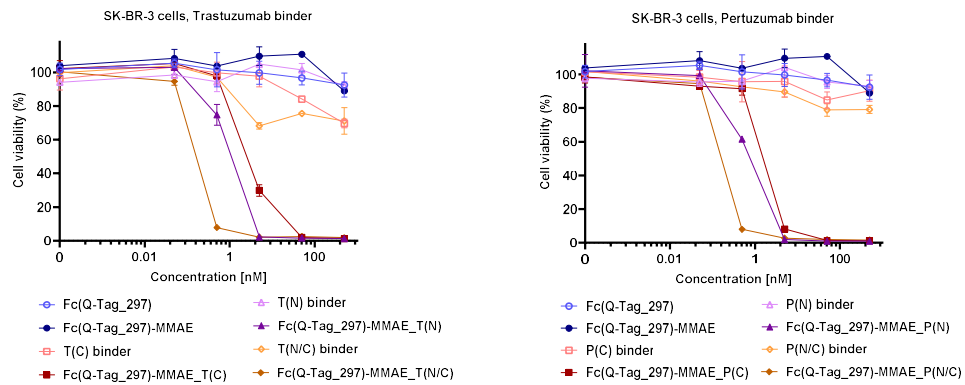 SK-BR-3 cells, Trastuzumab binder
Cell viability (%)
100
80
60
40
20
0
0
0.01
1
100
Concentration [nM]
Fc(Q-Tag_297)
Fc(Q-Tag_297)-MMAE
T(C) binder
Fc(Q-Tag_297)-MMAE_T(C)
T(N) binder
Fc(Q-Tag_297)-MMAE_T(N)
T(N/C) binder
Fc(Q-Tag_297)-MMAE_T(N/C)
SK-BR-3 cells, Pertuzumab binder
Cell viability (%)
100
80
60
40
20
0
0
0.01
1
100
Concentration [nM]
Fc(Q-Tag_297)
Fc(Q-Tag_297)-MMAE
P(C) binder
Fc(Q-Tag_297)-MMAE_P(C)
P(N) binder
Fc(Q-Tag_297)-MMAE_P(N)
P(N/C) binder
Fc(Q-Tag_297)-MMAE_P(N/C)